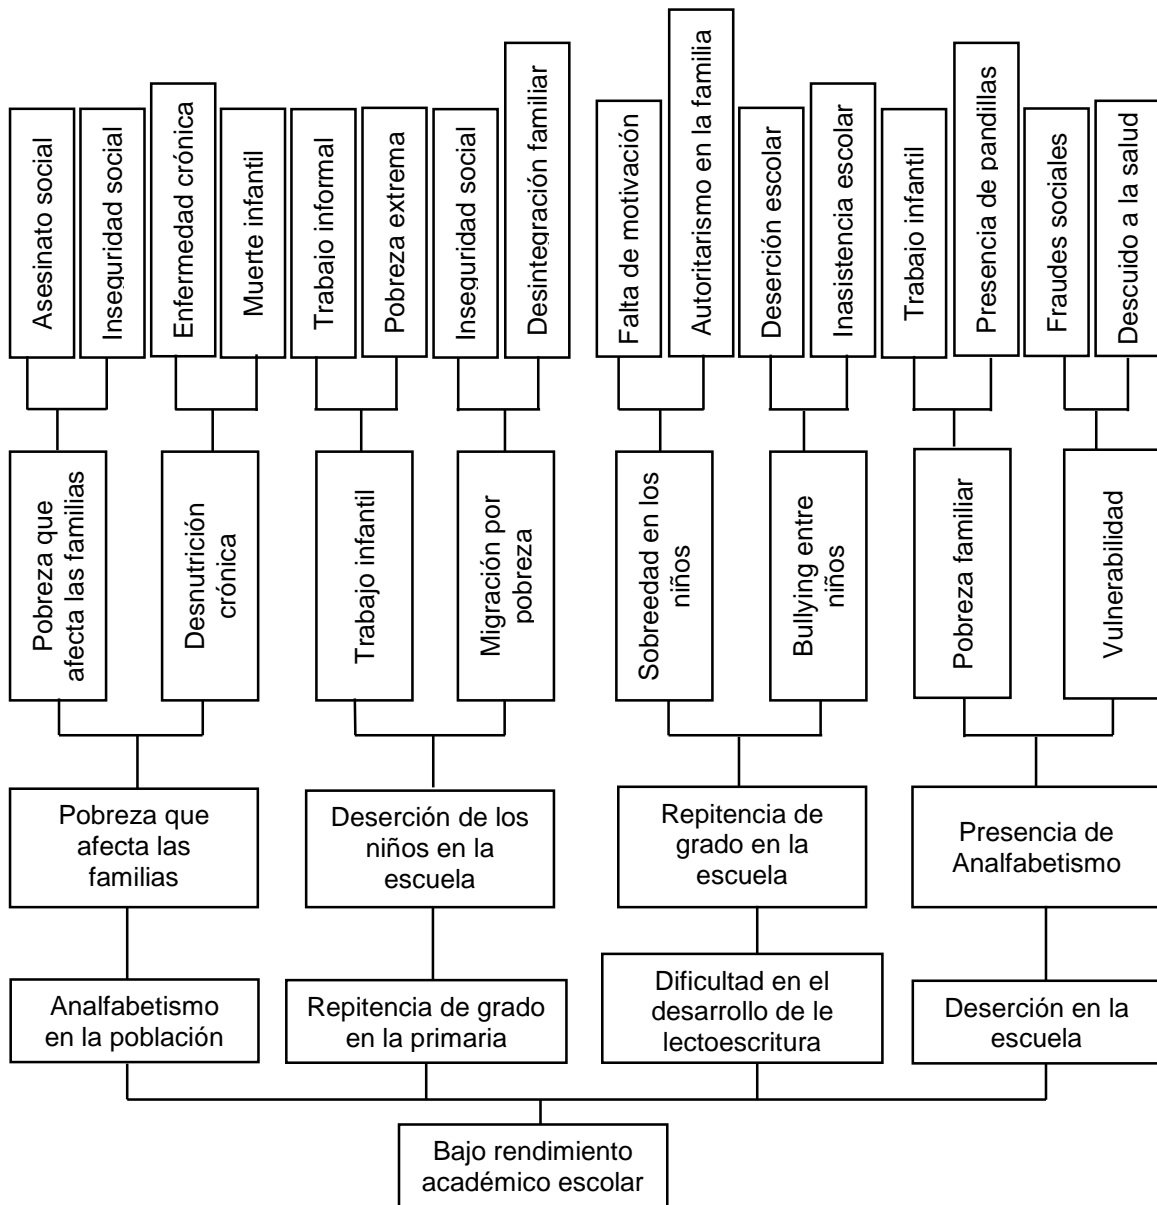 Asesinato social
Inseguridad social
Enfermedad crónica
Muerte infantil
Trabajo informal
Pobreza extrema
Inseguridad social
Desintegración familiar
Falta de motivación
Autoritarismo en la familia
Deserción escolar
Inasistencia escolar
Trabajo infantil
Presencia de pandillas
Fraudes sociales
Descuido a la salud
Pobreza que
afecta las familias
Desnutrición
crónica
Trabajo infantil
Migración por
pobreza
Sobreedad en los
niños
Bullying entre
niños
Pobreza familiar
Vulnerabilidad
Pobreza que
afecta las
familias
Deserción de los
niños en la
escuela
Repitencia de
grado en la
escuela
Presencia de
Analfabetismo
Analfabetismo
en la población
Repitencia de grado
en la primaria
Dificultad en el
desarrollo de le
lectoescritura
Deserción en la
escuela
Bajo rendimiento
académico escolar